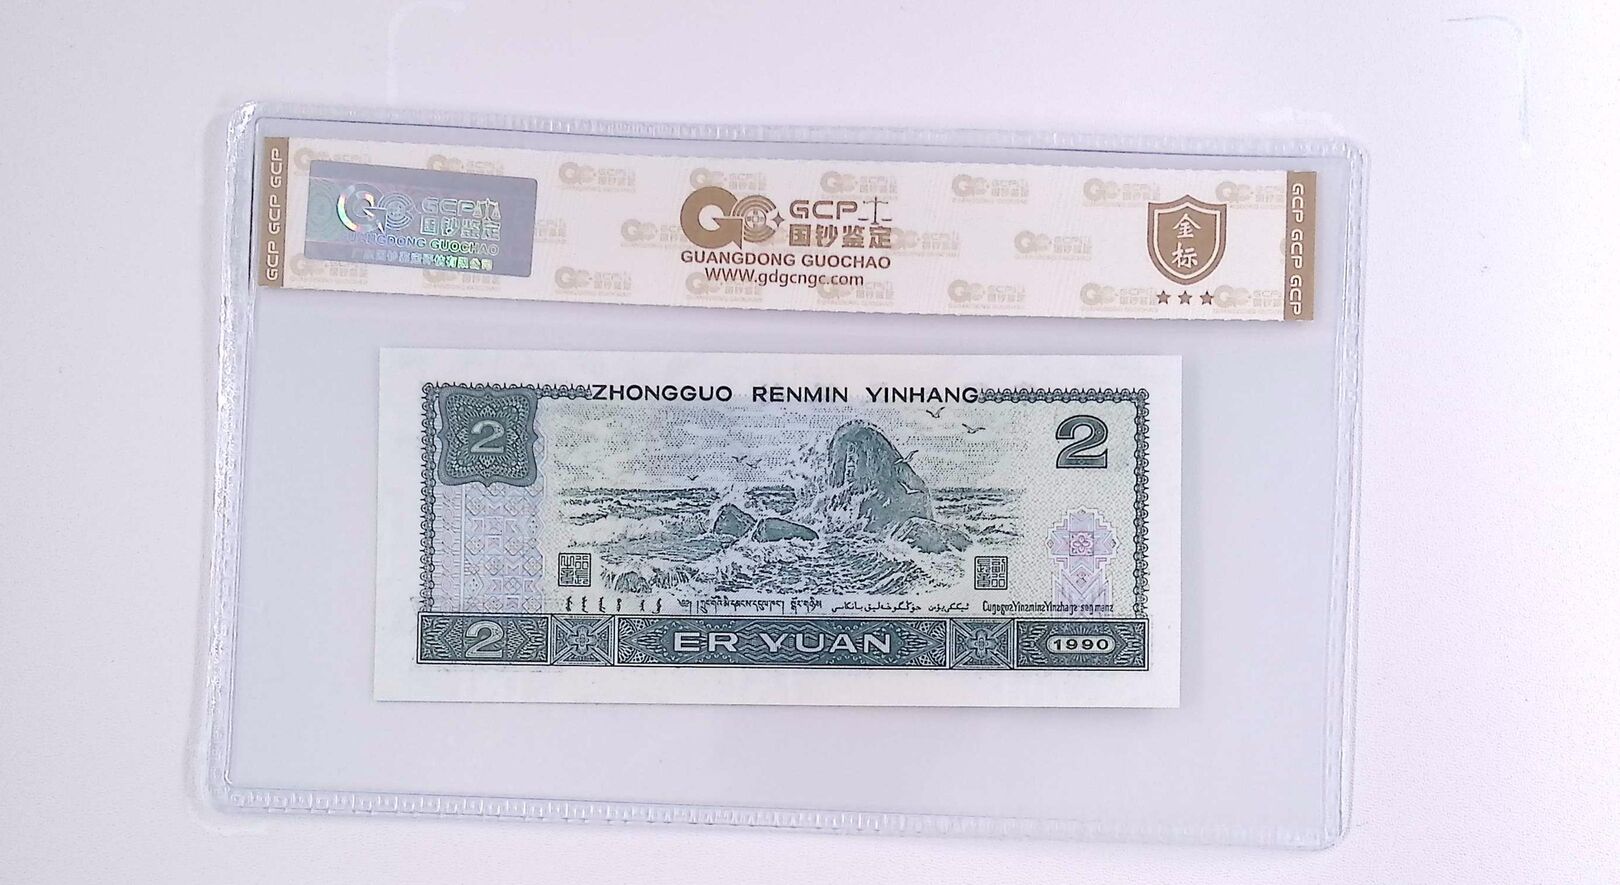 GCP GCP GCP
GCP
国钞鉴定
GUANGDONG GUOCHAO
GCP
国钞鉴定
GUANGDONG GUOCHAO
WWW.gdgcngc.com
金
标
GCP GCP GCP
ZHONGGUO RENMIN YINHANG
2
2
2
ER YUAN
1990